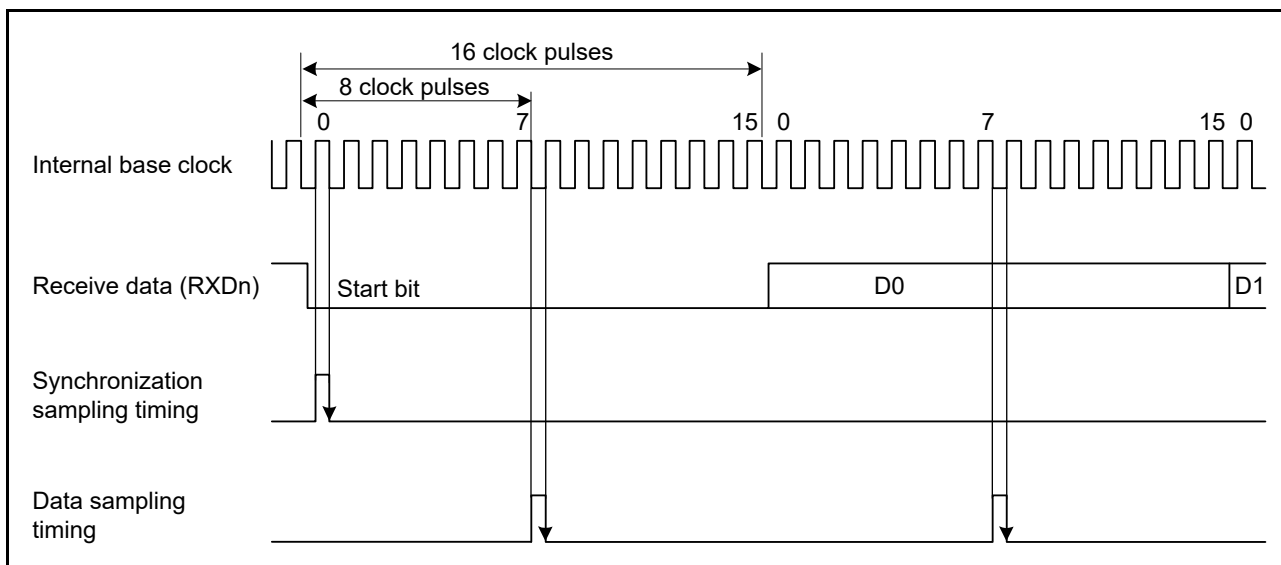 16 clock pulses
8 clock pulses
0 7 15 0 7 15 0
Internal base clock
Receive data (RXDn) Start bit D0 D1
Synchronization
sampling timing
Data sampling
timing